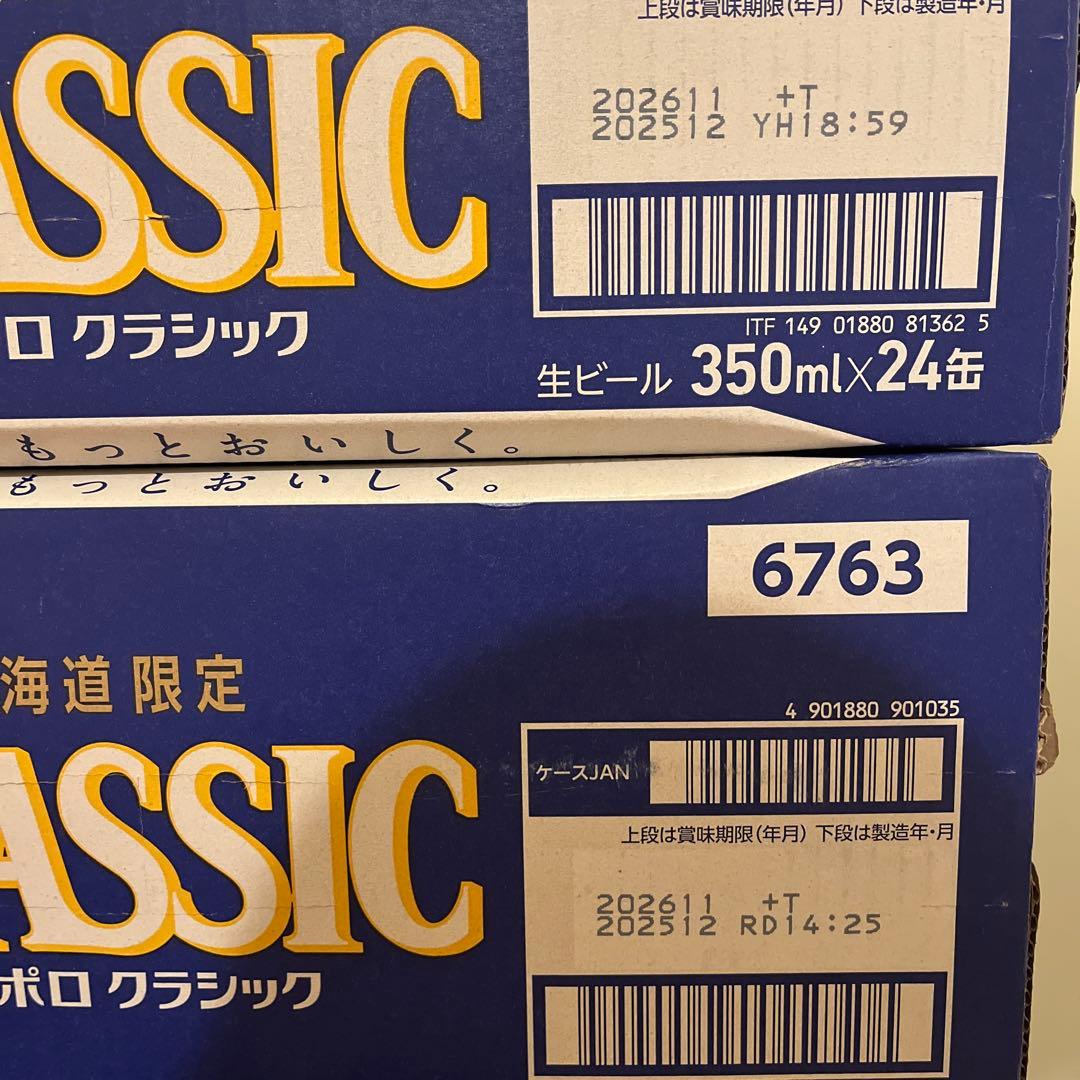 上段は賞味期限(年月) 下段は製造年・月
202611 +T
202512 YH18:59
ASSIC
ロ クラシック
ITF 149 01880 81362 5
生ビール 350ml×24缶
もっとおいしく。
もっとおいしく。
6763
海道限定
4 901880 901035
ASSIC
ケースJAN
上段は賞味期限(年月) 下段は製造年・月
202611 +T
202512 RD14:25
ポロ クラシック